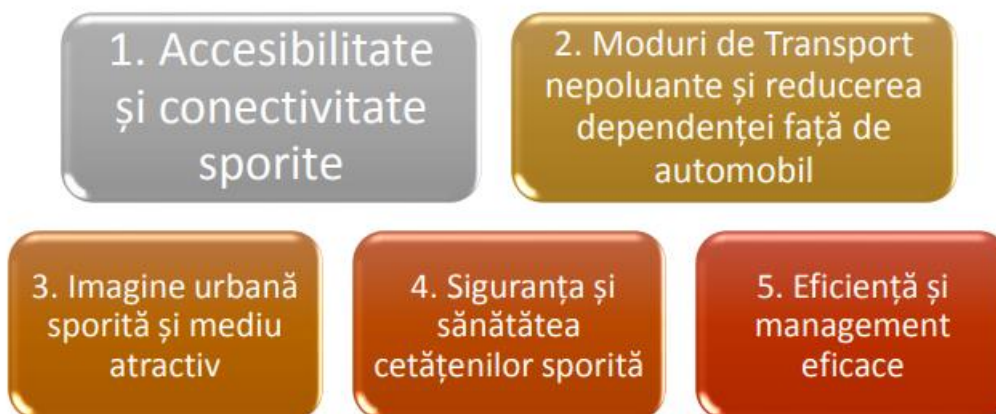 1. Accesibilitate
și conectivitate
sporite
2. Moduri de Transport
nepoluante și reducerea
dependenței față de
automobil
3. Imagine urbană
sporită și mediu
atractiv
4. Siguranța și
sănătátea
cetățenilor sporită
5. Eficiență și
management
eficace